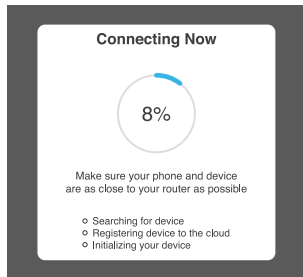 Connecting Now
8%
Make sure your phone and device
are as close to your router as possible
Searching for device
Registering device to the cloud
Initializing your device